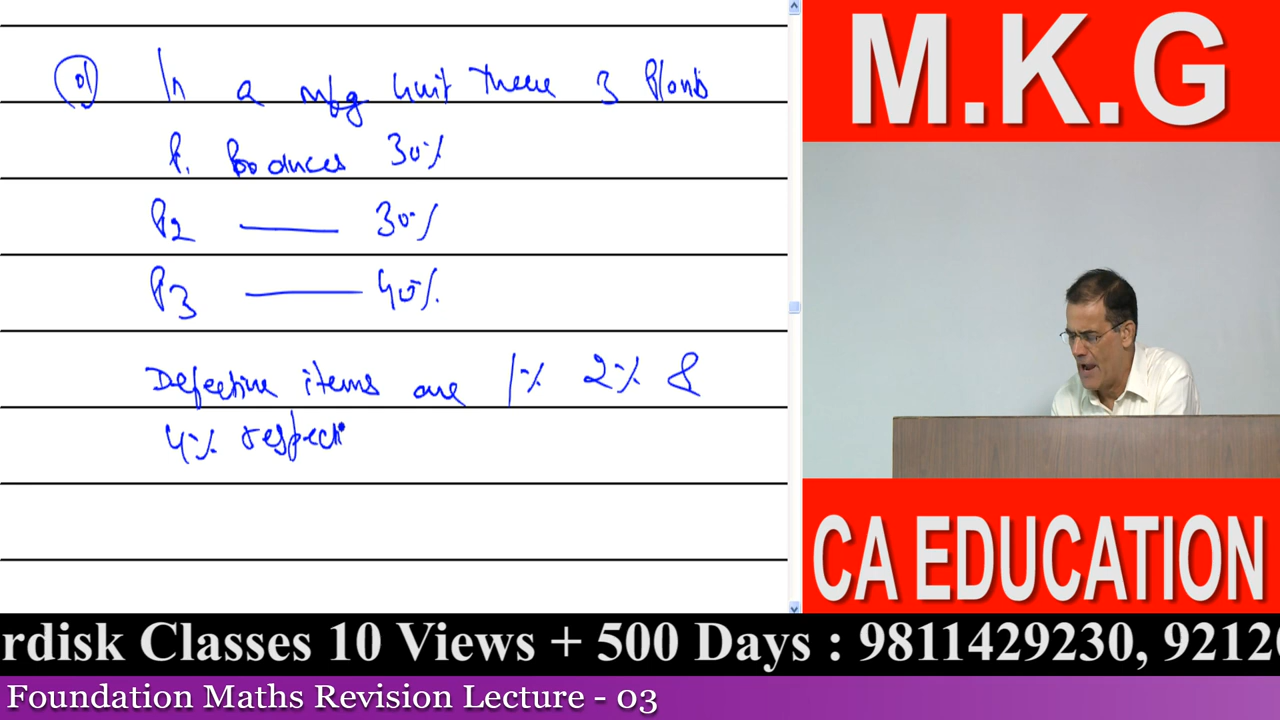 Q) In a mfg unit there 3 Plants
P1 Produces 30%
P2 —— 30%
P3 —— 40%
Defective items are 1% 2% &
4% respecti
M.K.G
CA EDUCATION
rdisk Classes 10 Views + 500 Days : 9811429230, 9212
Foundation Maths Revision Lecture - 03